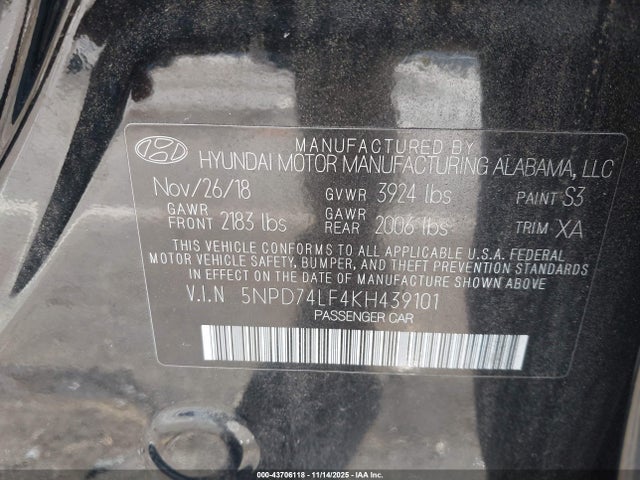 MANUFACTURED BY
HYUNDAI MOTOR MANUFACTURING ALABAMA, LLC
Nov/26/18 GVWR 3924 lbs PAINT S3
GAWR FRONT 2183 lbs GAWR REAR 2006 lbs TRIM XA
THIS VEHICLE CONFORMS TO ALL APPLICABLE U.S.A. FEDERAL
MOTOR VEHICLE SAFETY, BUMPER, AND THEFT PREVENTION STANDARDS
IN EFFECT ON THE DATE OF MANUFACTURE SHOWN ABOVE.
V.I.N 5NPD74LF4KH439101
PASSENGER CAR
000-43706118 - 11/14/2025 - IAA Inc.